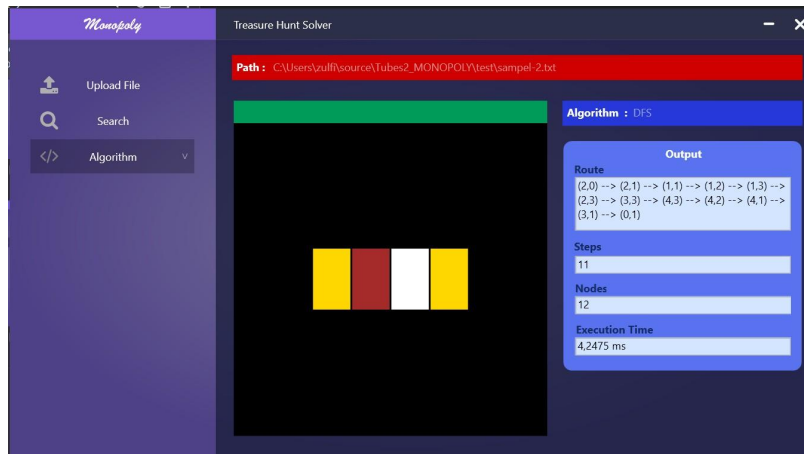 Monopoly
Treasure Hunt Solver
Path : C:\Users\zulfi\source\Tubes2_MONOPOLY\test\sampel-2.txt
Upload File
Search
</> Algorithm v
Algorithm : DFS
Output
Route
(2,0) --> (2,1) --> (1,1) --> (1,2) --> (1,3) -->
(2,3) --> (3,3) --> (4,3) --> (4,2) --> (4,1) -->
(3,1) --> (0,1)
Steps
11
Nodes
12
Execution Time
4,2475 ms